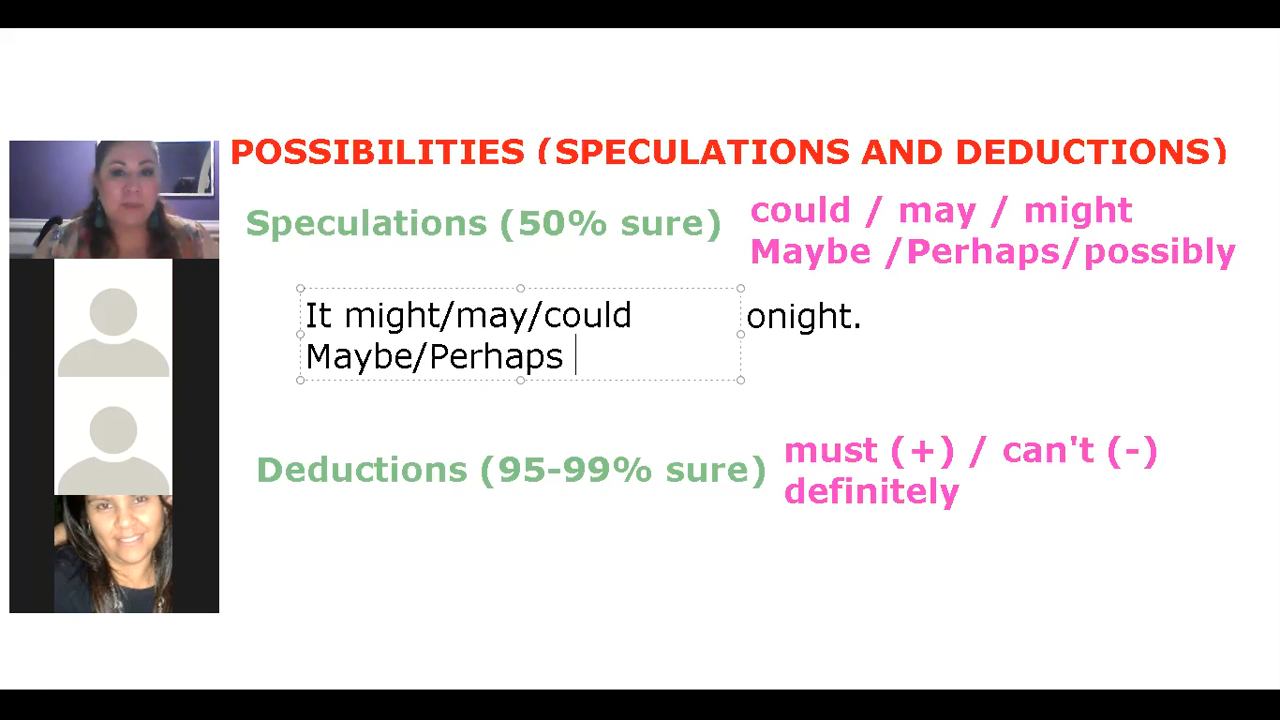 POSSIBILITIES (SPECULATIONS AND DEDUCTIONS)
Speculations (50% sure)
could / may / might
Maybe /Perhaps/possibly
It might/may/could onight.
Maybe/Perhaps
Deductions (95-99% sure)
must (+) / can't (-)
definitely